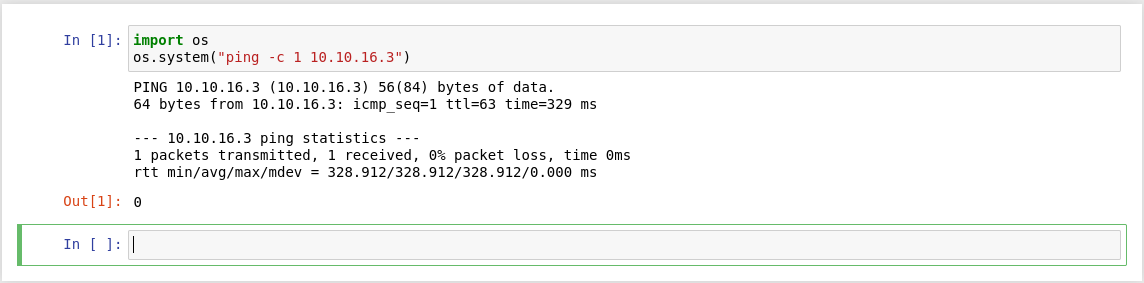 In [1]: import os
os.system("ping -c 1 10.10.16.3")
PING 10.10.16.3 (10.10.16.3) 56(84) bytes of data.
64 bytes from 10.10.16.3: icmp_seq=1 ttl=63 time=329 ms
--- 10.10.16.3 ping statistics ---
1 packets transmitted, 1 received, 0% packet loss, time 0ms
rtt min/avg/max/mdev = 328.912/328.912/328.912/0.000 ms
Out[1]: 0
In [ ]: